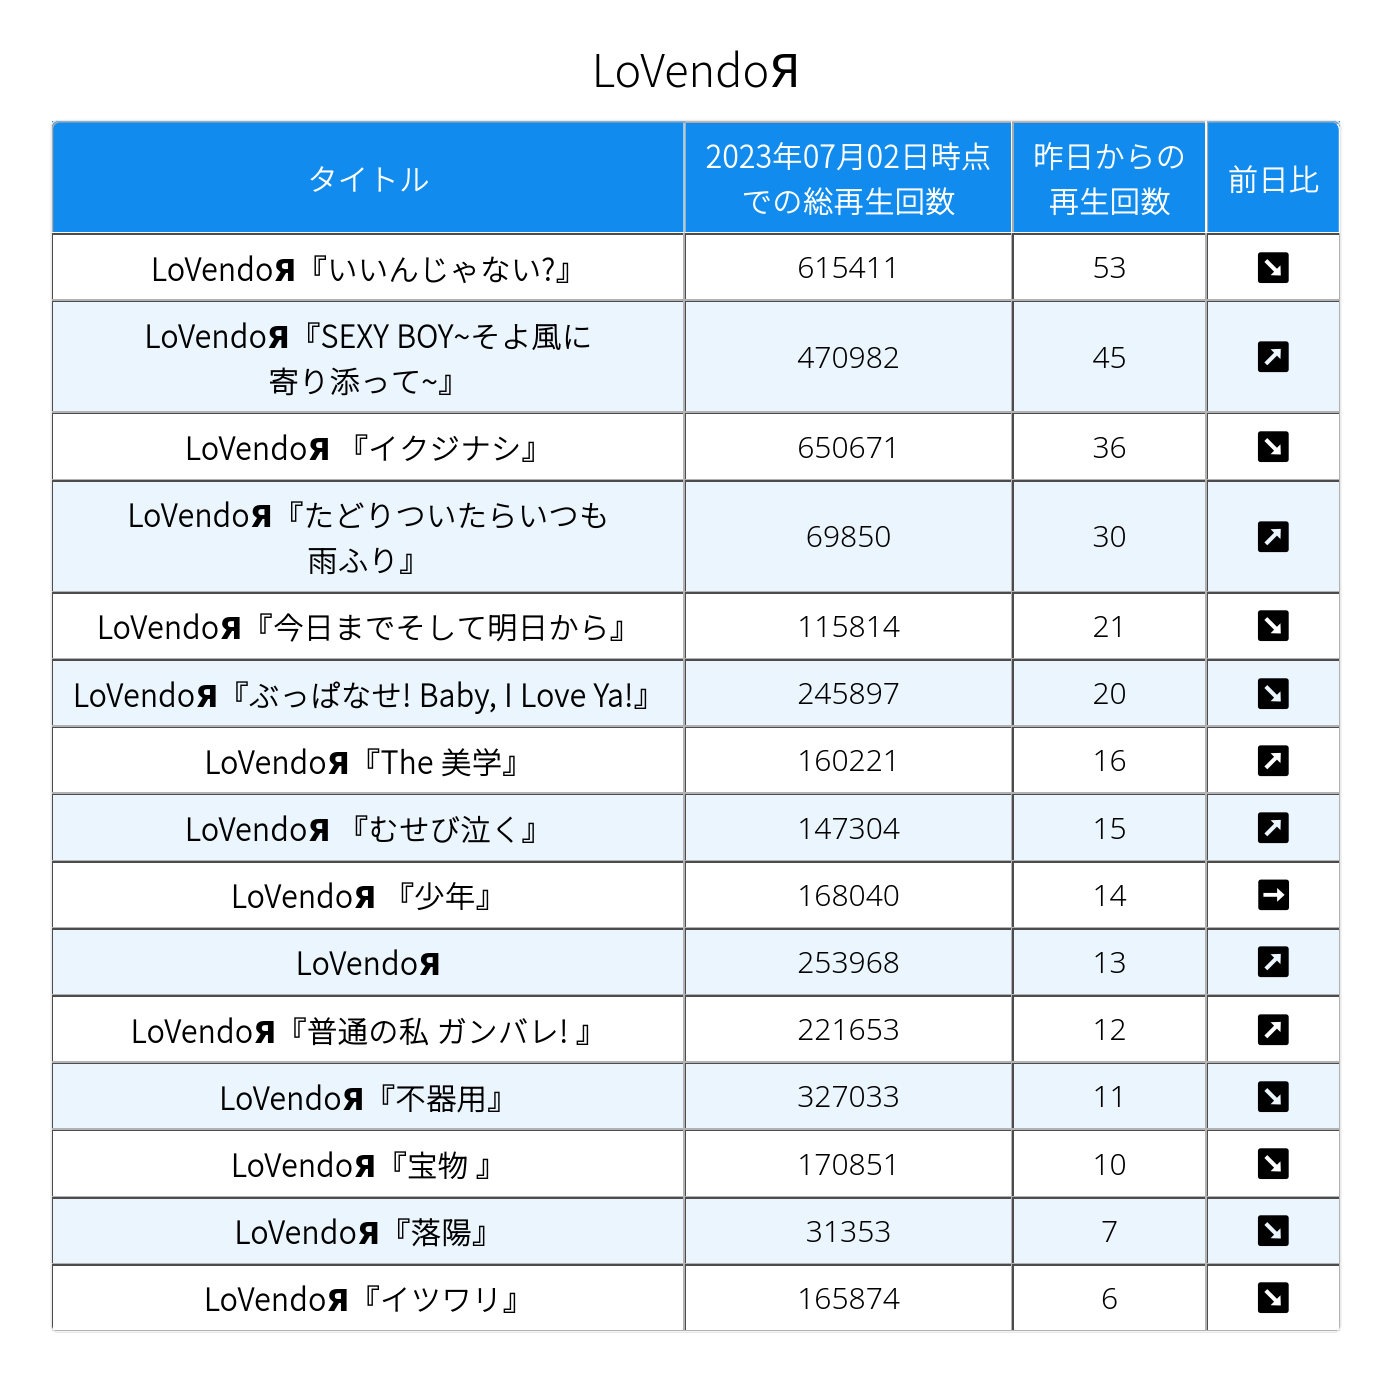 LoVendoЯ
タイトル
2023年07月02日時点
での総再生回数
昨日からの
再生回数
前日比
LoVendoЯ『いいんじゃない?』
615411
53
↘
LoVendoЯ『SEXY BOY~そよ風に
寄り添って~』
470982
45
↗
LoVendoЯ 『イクジナシ』
650671
36
↘
LoVendoЯ『たどりついたらいつも
雨ふり』
69850
30
↗
LoVendoЯ『今日までそして明日から』
115814
21
↘
LoVendoЯ『ぶっぱなせ! Baby, I Love Ya!』
245897
20
↘
LoVendoЯ『The 美学』
160221
16
↗
LoVendoЯ 『むせび泣く』
147304
15
↗
LoVendoЯ 『少年』
168040
14
→
LoVendoЯ
253968
13
↗
LoVendoЯ『普通の私 ガンバレ! 』
221653
12
↗
LoVendoЯ『不器用』
327033
11
↘
LoVendoЯ『宝物 』
170851
10
↘
LoVendoЯ『落陽』
31353
7
↘
LoVendoЯ『イツワリ』
165874
6
↘